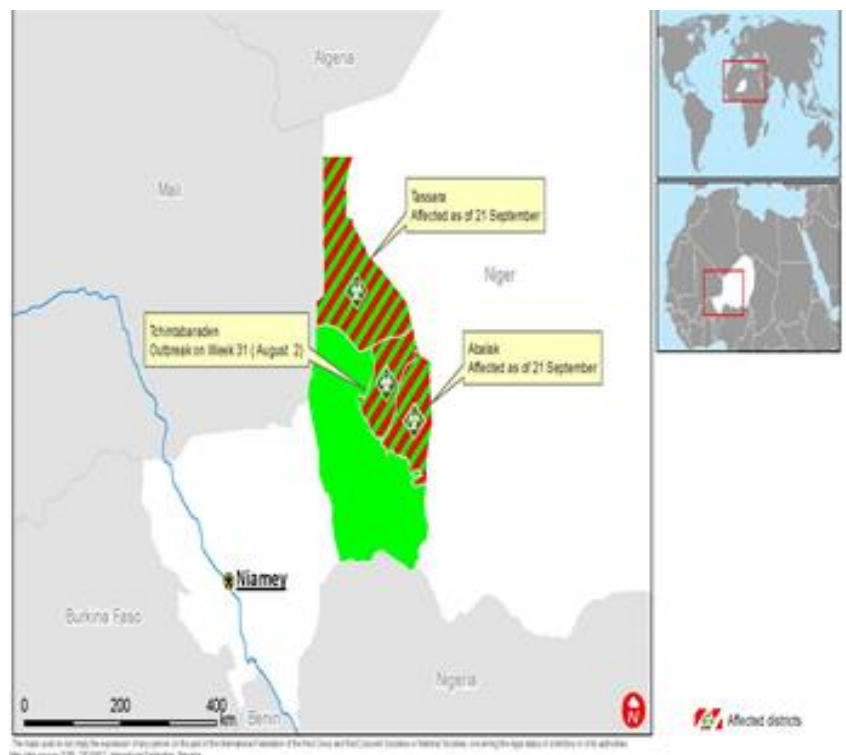 Algeria
Mali
Tassara
Affected as of 21 September
Niger
Tchintabaraden
Outbreak on Week 31 ( August 2)
Abalak
Affected as of 21 September
Niamey
Burkina Faso
Nigeria
Benin
0 200 400
km
N
Affected districts